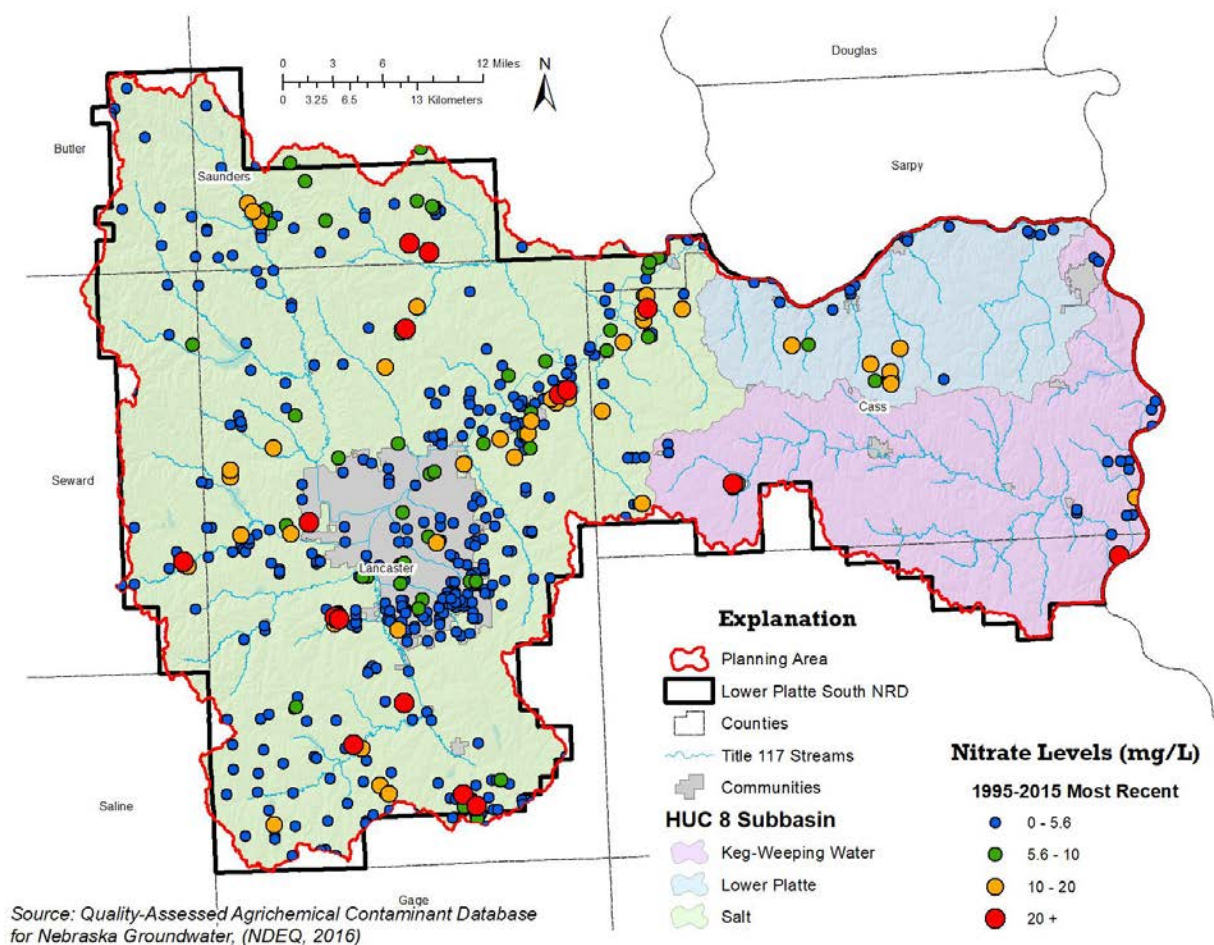 Douglas
0 3 6 12 Miles
N
0 3.25 6.5 13 Kilometers
Butler
Saunders
Sarpy
Cass
Seward
Lancaster
Explanation
Planning Area
Lower Platte South NRD
Counties
Title 117 Streams
Communities
HUC 8 Subbasin
Keg-Weeping Water
Lower Platte
Salt
Nitrate Levels (mg/L)
1995-2015 Most Recent
0 - 5.6
5.6 - 10
10 - 20
20 +
Saline
Gage
Source: Quality-Assessed Agrichemical Contaminant Database
for Nebraska Groundwater, (NDEQ, 2016)